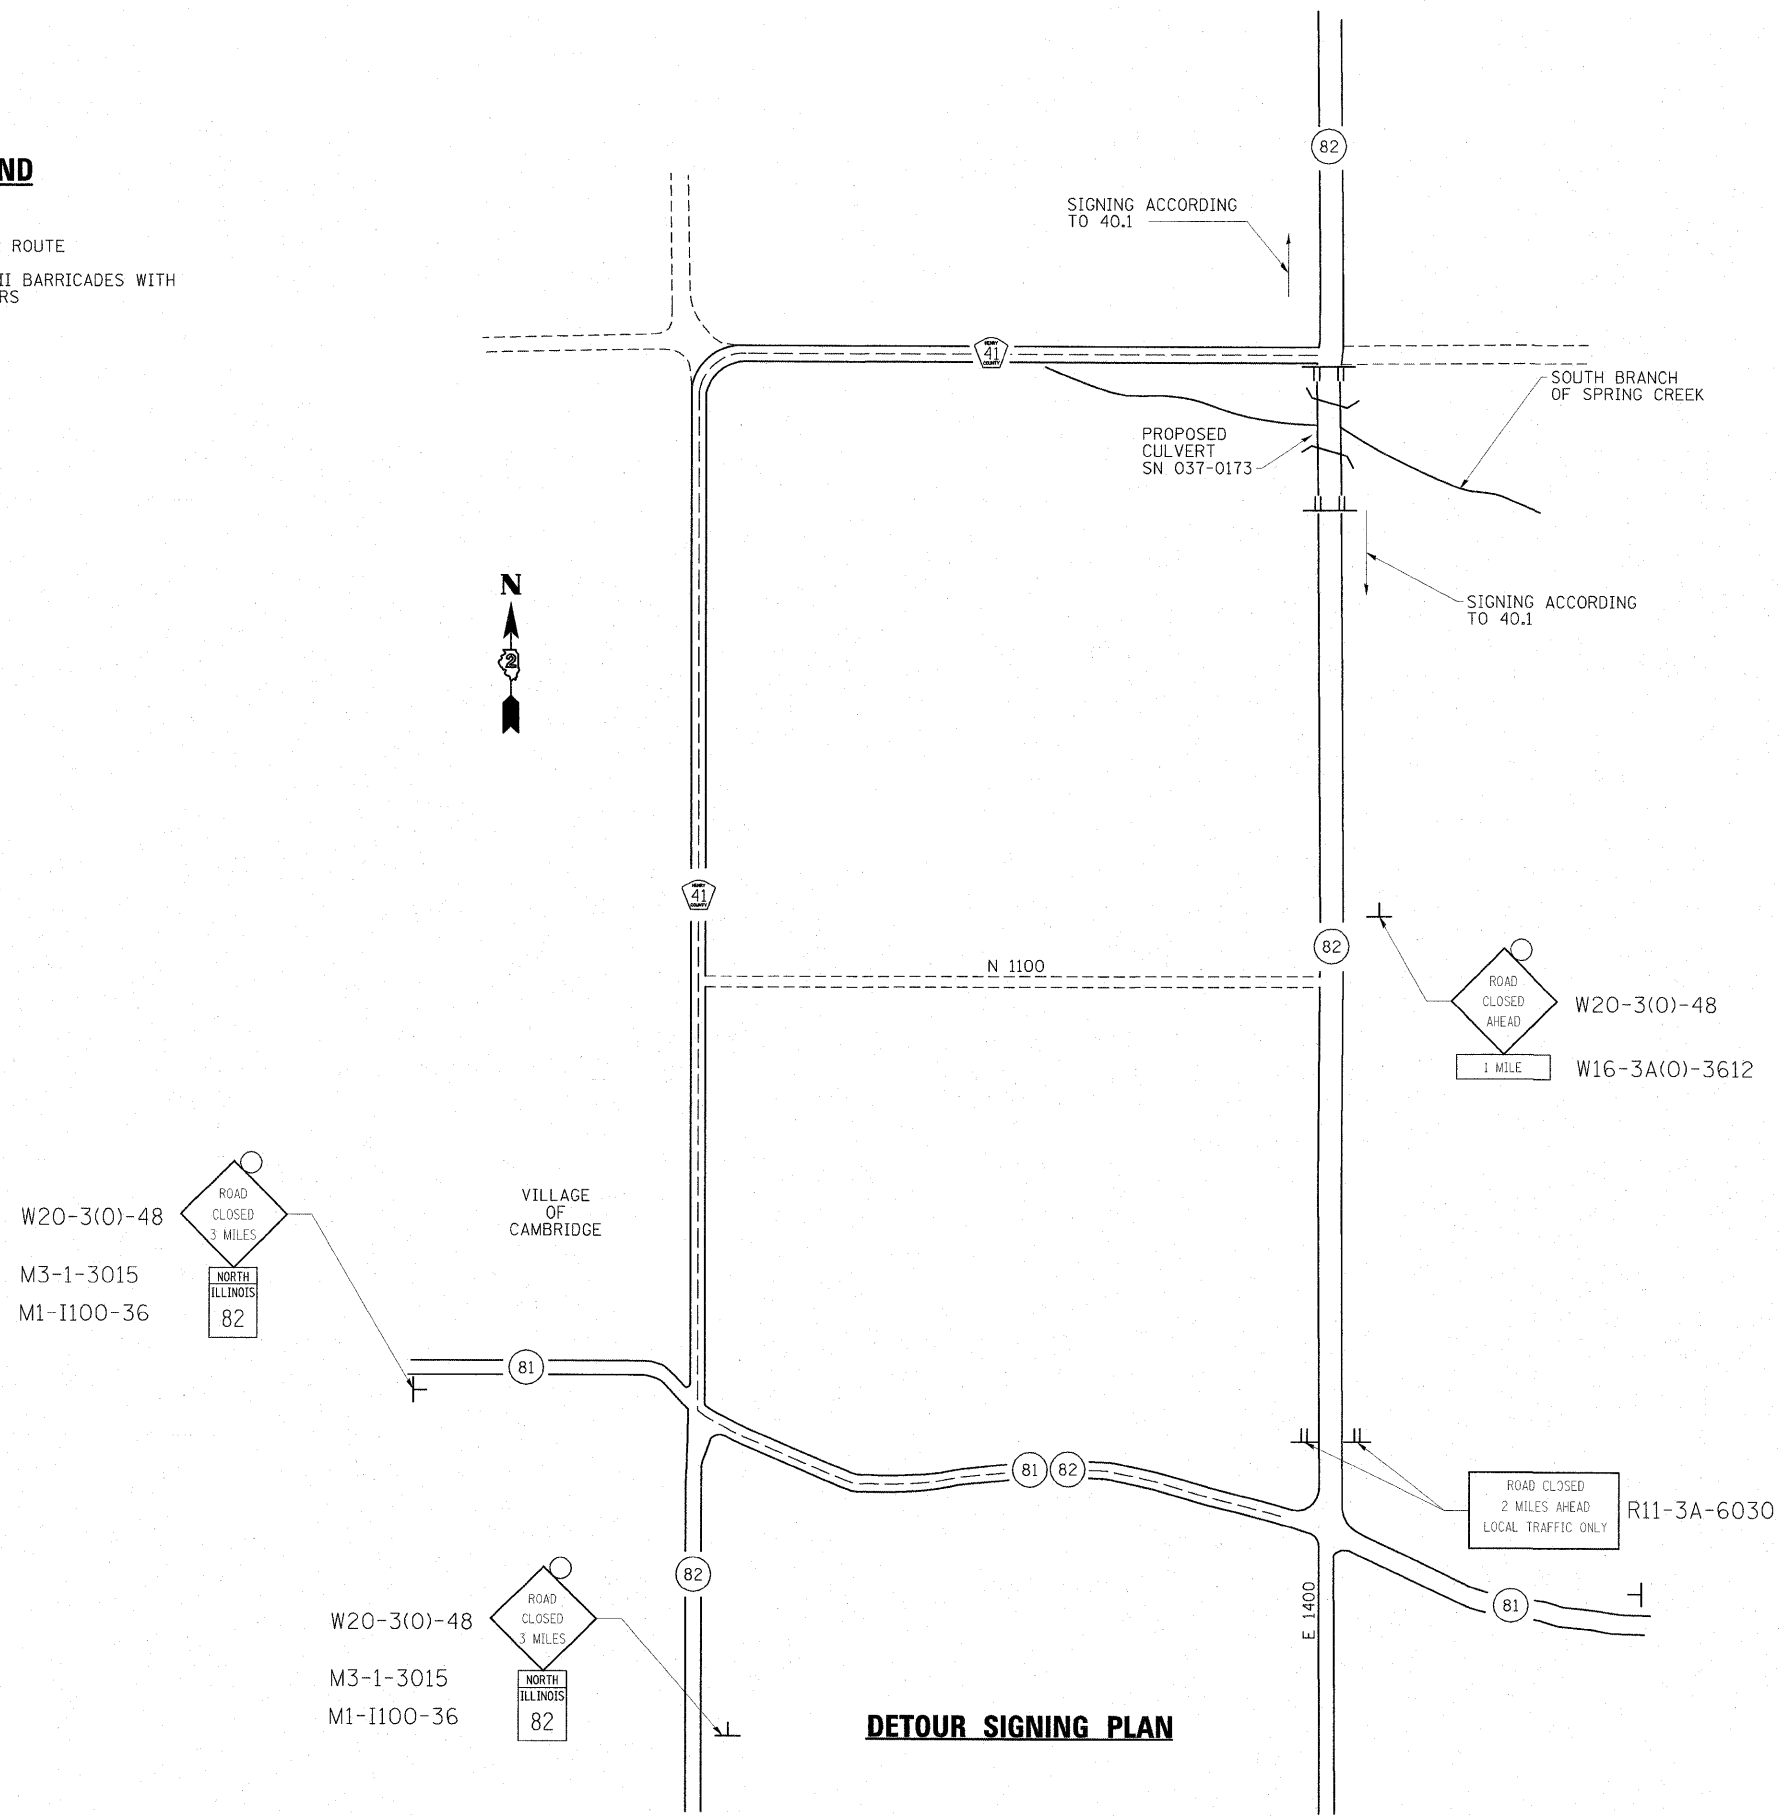 ND
ROUTE
II BARRICADES WITH
RS
82
SIGNING ACCORDING
TO 40.1
HENRY
41
COUNTY
SOUTH BRANCH
OF SPRING CREEK
PROPOSED
CULVERT
SN 037-0173
SIGNING ACCORDING
TO 40.1
N
2
HENRY
41
COUNTY
82
N 1100
ROAD
CLOSED
AHEAD
W20-3(O)-48
1 MILE
W16-3A(O)-3612
ROAD
CLOSED
3 MILES
W20-3(O)-48
M3-1-3015
M1-I100-36
NORTH
ILLINOIS
82
VILLAGE
OF
CAMBRIDGE
81
81
82
ROAD CLOSED
2 MILES AHEAD
LOCAL TRAFFIC ONLY
R11-3A-6030
82
E 1400
81
ROAD
CLOSED
3 MILES
W20-3(O)-48
M3-1-3015
M1-I100-36
NORTH
ILLINOIS
82
DETOUR SIGNING PLAN